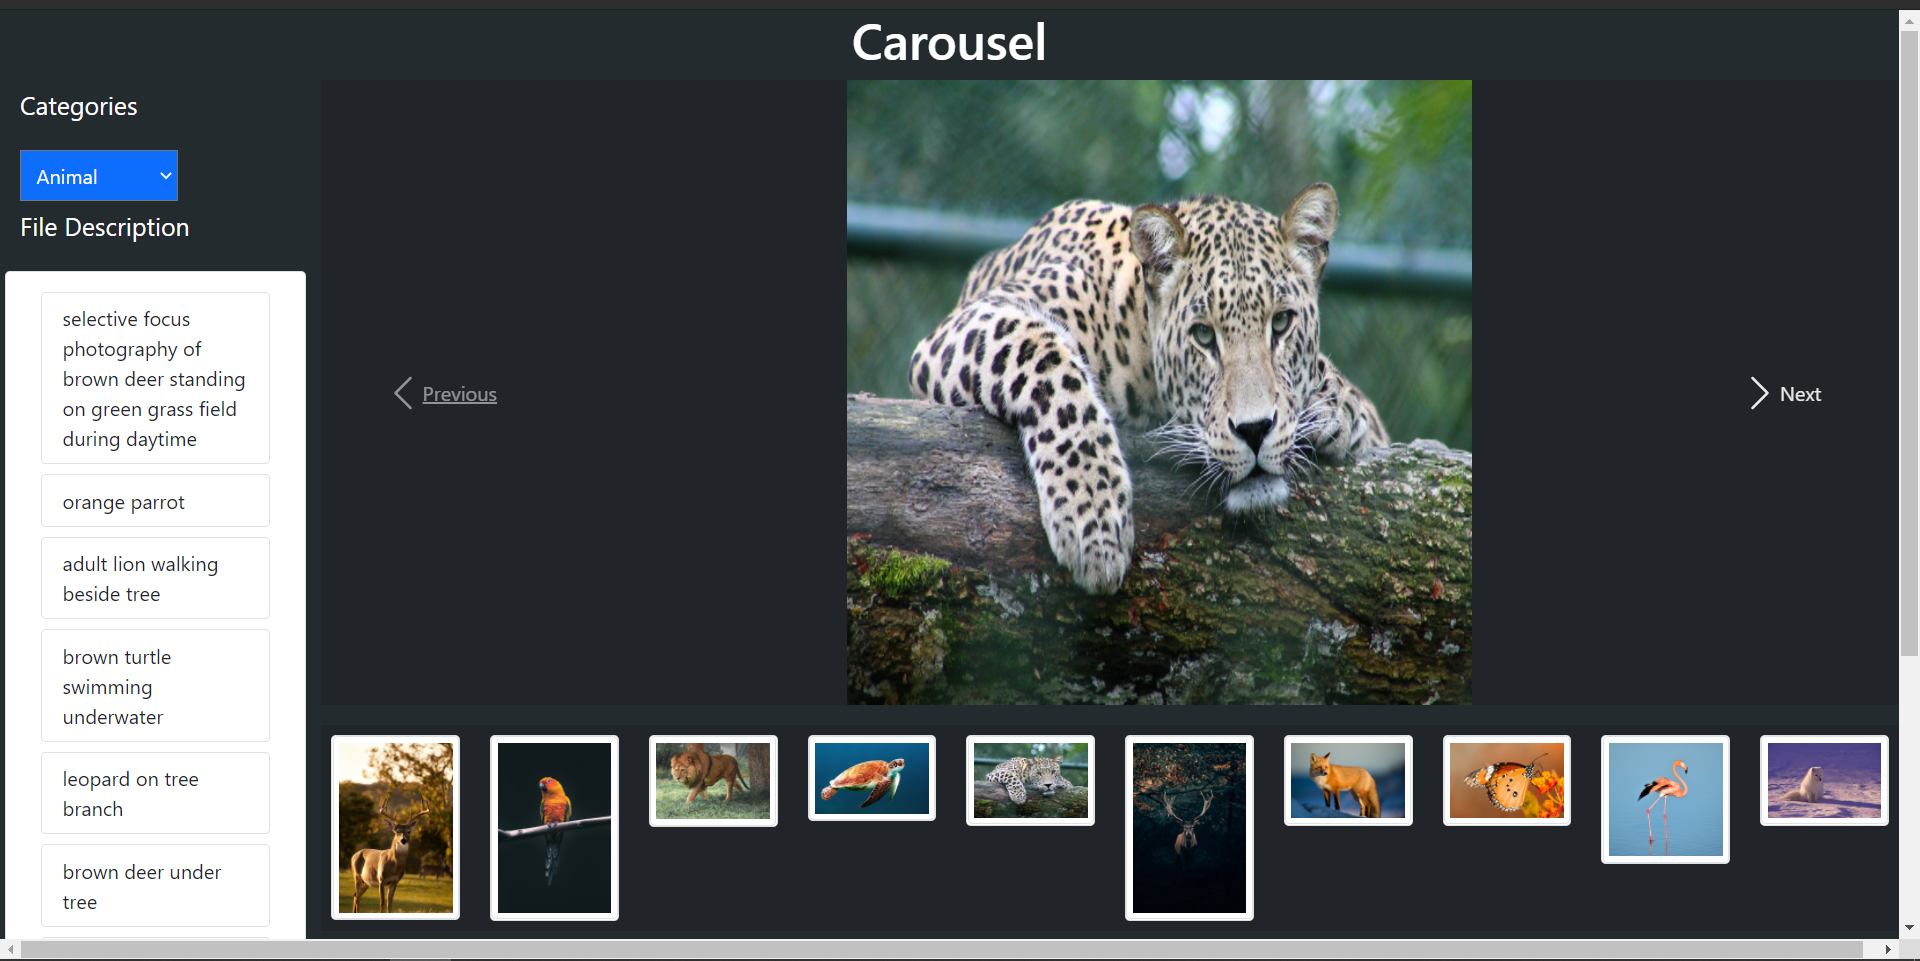 Carousel
Categories
Animal
File Description
selective focus
photography of
brown deer standing
on green grass field
during daytime
orange parrot
adult lion walking
beside tree
brown turtle
swimming
underwater
leopard on tree
branch
brown deer under
tree
Previous
Next